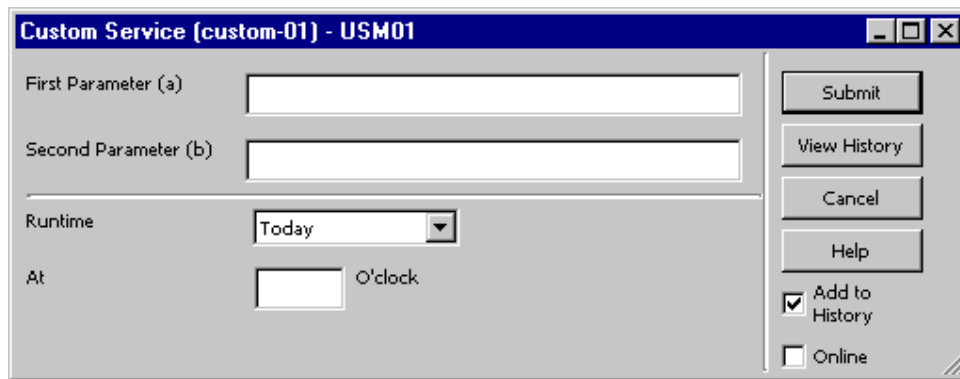 Custom Service (custom-01) - USM01
First Parameter (a)
Second Parameter (b)
Runtime
Today
At
O'clock
Submit
View History
Cancel
Help
Add to
History
Online